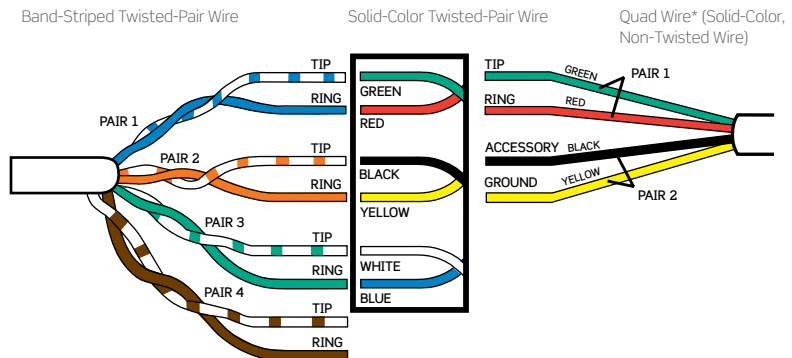 Band-Striped Twisted-Pair Wire
Solid-Color Twisted-Pair Wire
Quad Wire* (Solid-Color,
Non-Twisted Wire)
TIP
RING
PAIR 1
TIP
RING
PAIR 2
TIP
RING
PAIR 3
TIP
RING
PAIR 4
GREEN
RED
BLACK
YELLOW
WHITE
BLUE
TIP
GREEN
PAIR 1
RING
RED
ACCESSORY
BLACK
GROUND
YELLOW
PAIR 2